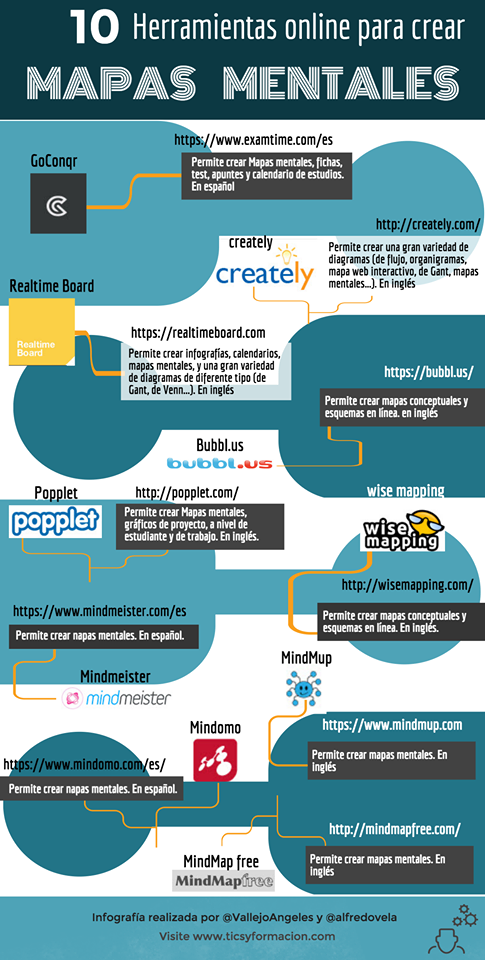 10 Herramientas online para crear
MAPAS MENTALES
https://www.examtime.com/es
GoConqr
Permite crear Mapas mentales, fichas,
test, apuntes y calendario de estudios.
En español
http://creately.com/
creately
creately
Permite crear una gran variedad de
diagramas (de flujo, organigramas,
mapa web interactivo, de Gant, mapas
mentales...). En inglés
Realtime Board
Realtime
Board
https://realtimeboard.com
Permite crear infografías, calendarios,
mapas mentales, y una gran variedad
de diagramas de diferente tipo (de
Gant, de Venn...). En inglés
https://bubbl.us/
Permite crear mapas conceptuales y
esquemas en línea. en inglés
Bubbl.us
bubbl.us
Popplet
popplet
http://popplet.com/
Permite crear Mapas mentales,
gráficos de proyecto, a nivel de
estudiante y de trabajo. En inglés.
wise mapping
wise
mapping
http://wisemapping.com/
Permite crear mapas conceptuales y
esquemas en línea. En inglés.
https://www.mindmeister.com/es
Permite crear napas mentales. En español.
Mindmeister
mindmeister
MindMup
https://www.mindmup.com
Permite crear mapas mentales. En
inglés
Mindomo
https://www.mindomo.com/es/
Permite crear napas mentales. En español.
http://mindmapfree.com/
Permite crear mapas mentales. En
inglés
MindMap free
MindMapfree
Infografía realizada por @VallejoAngeles y @alfredovela
Visite www.ticsyformacion.com